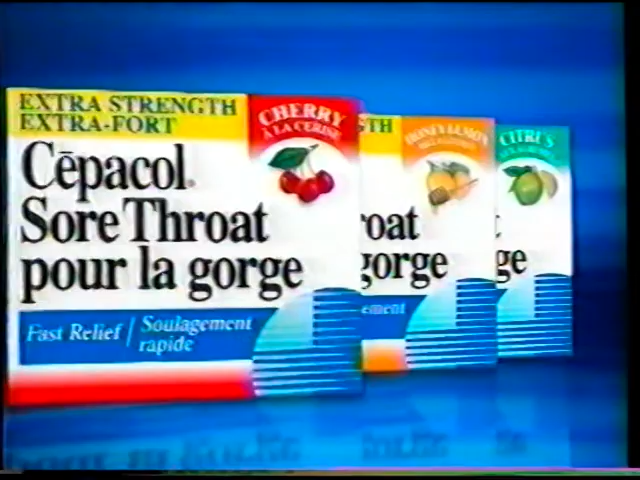 EXTRA STRENGTH
EXTRA-FORT
CHERRY
À LA CERISE
Cēpacol®
Sore Throat
pour la gorge
Fast Relief / Soulagement
rapide
TH
HONEY LEMON
roat
gorge
ement
CITRUS
ge